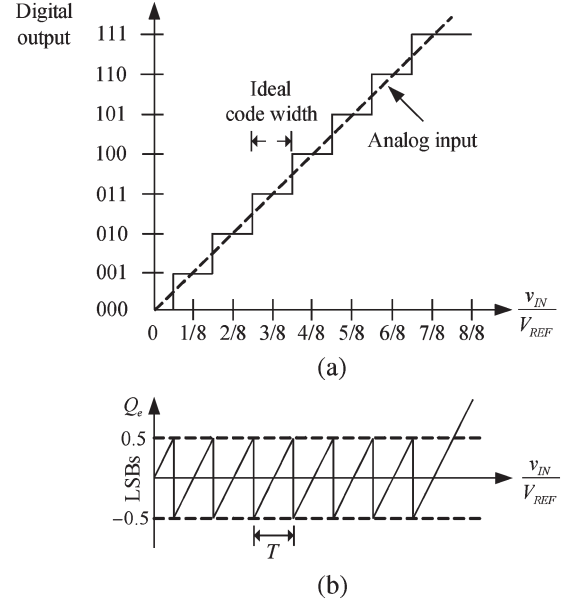 Digital
output
111
110
101
100
011
010
001
000
Ideal
code width
Analog input
0 1/8 2/8 3/8 4/8 5/8 6/8 7/8 8/8
v_IN
V_REF
(a)
Q_e
0.5
LSBs
−0.5
T
v_IN
V_REF
(b)